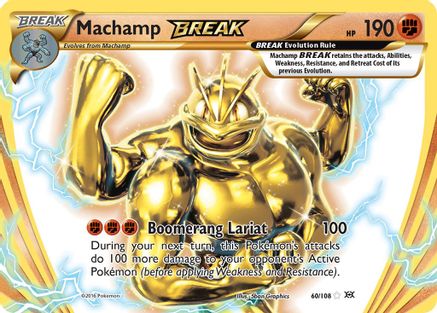 BREAK
Machamp BREAK
HP 190
Evolves from Machamp
BREAK Evolution Rule
Machamp BREAK retains the attacks, Abilities,
Weakness, Resistance, and Retreat Cost of its
previous Evolution.
Boomerang Lariat 100
During your next turn, this Pokémon's attacks
do 100 more damage to your opponent's Active
Pokémon (before applying Weakness and Resistance).
©2016 Pokémon
Illus. 5ban Graphics
60/108
XY